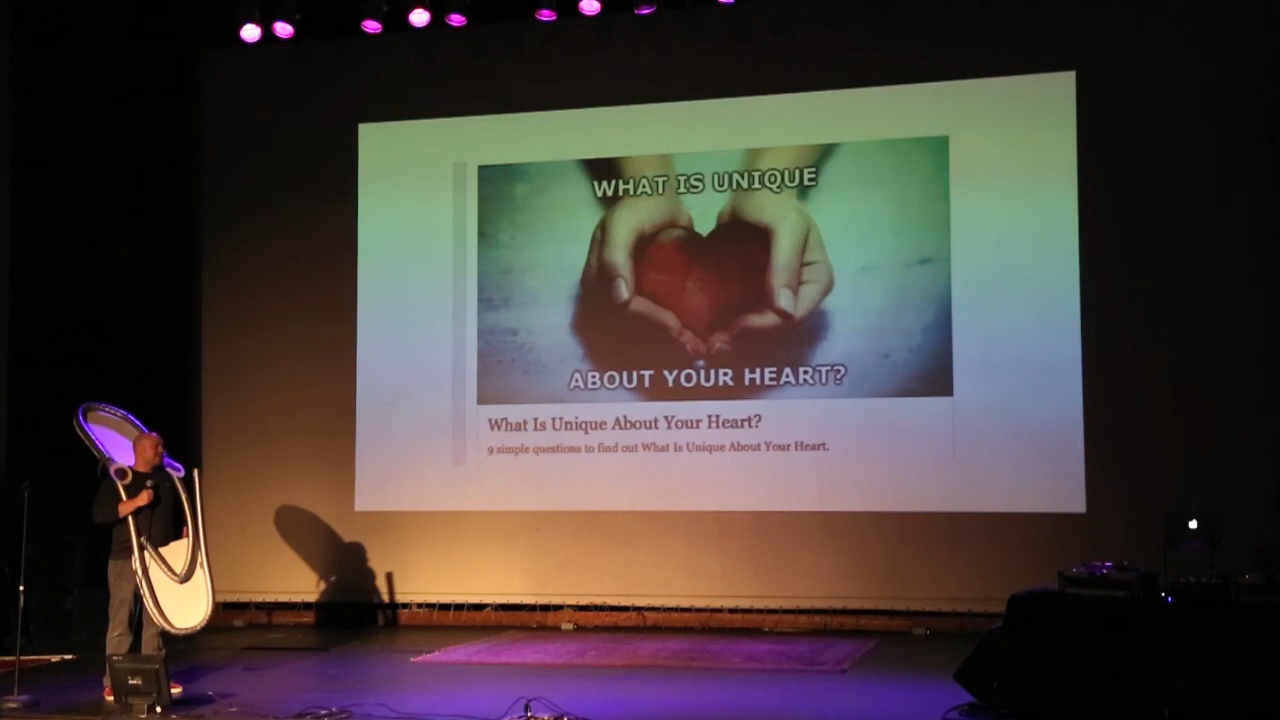 WHAT IS UNIQUE
ABOUT YOUR HEART?
What Is Unique About Your Heart?
9 simple questions to find out What Is Unique About Your Heart.